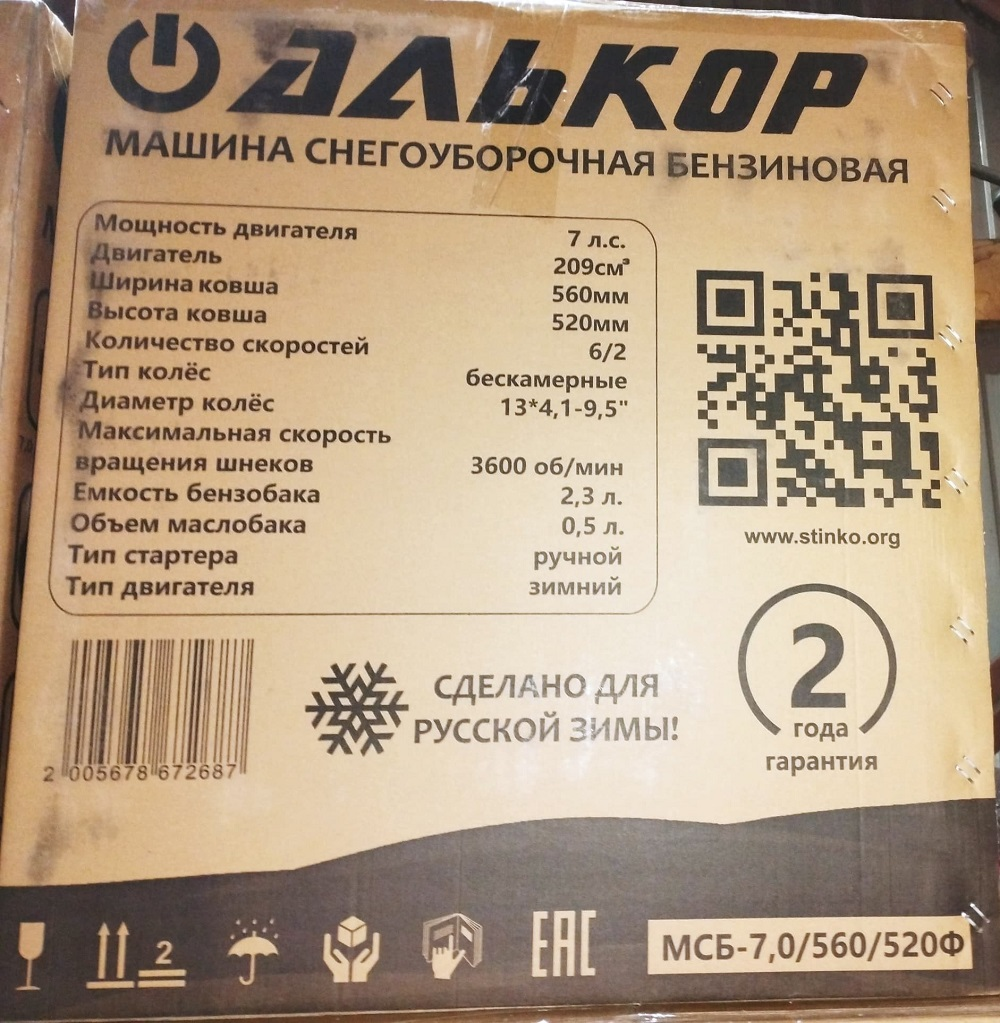 АЛЬКОР
МАШИНА СНЕГОУБОРОЧНАЯ БЕНЗИНОВАЯ
Мощность двигателя 7 л.с.
Двигатель 209см³
Ширина ковша 560мм
Высота ковша 520мм
Количество скоростей 6/2
Тип колёс бескамерные
Диаметр колёс 13*4,1-9,5"
Максимальная скорость
вращения шнеков 3600 об/мин
Емкость бензобака 2,3 л.
Объем маслобака 0,5 л.
Тип стартера ручной
Тип двигателя зимний
www.stinko.org
2
года
гарантия
СДЕЛАНО ДЛЯ
РУССКОЙ ЗИМЫ!
2 005678 672687
2
ЕАС
МСБ-7,0/560/520Ф